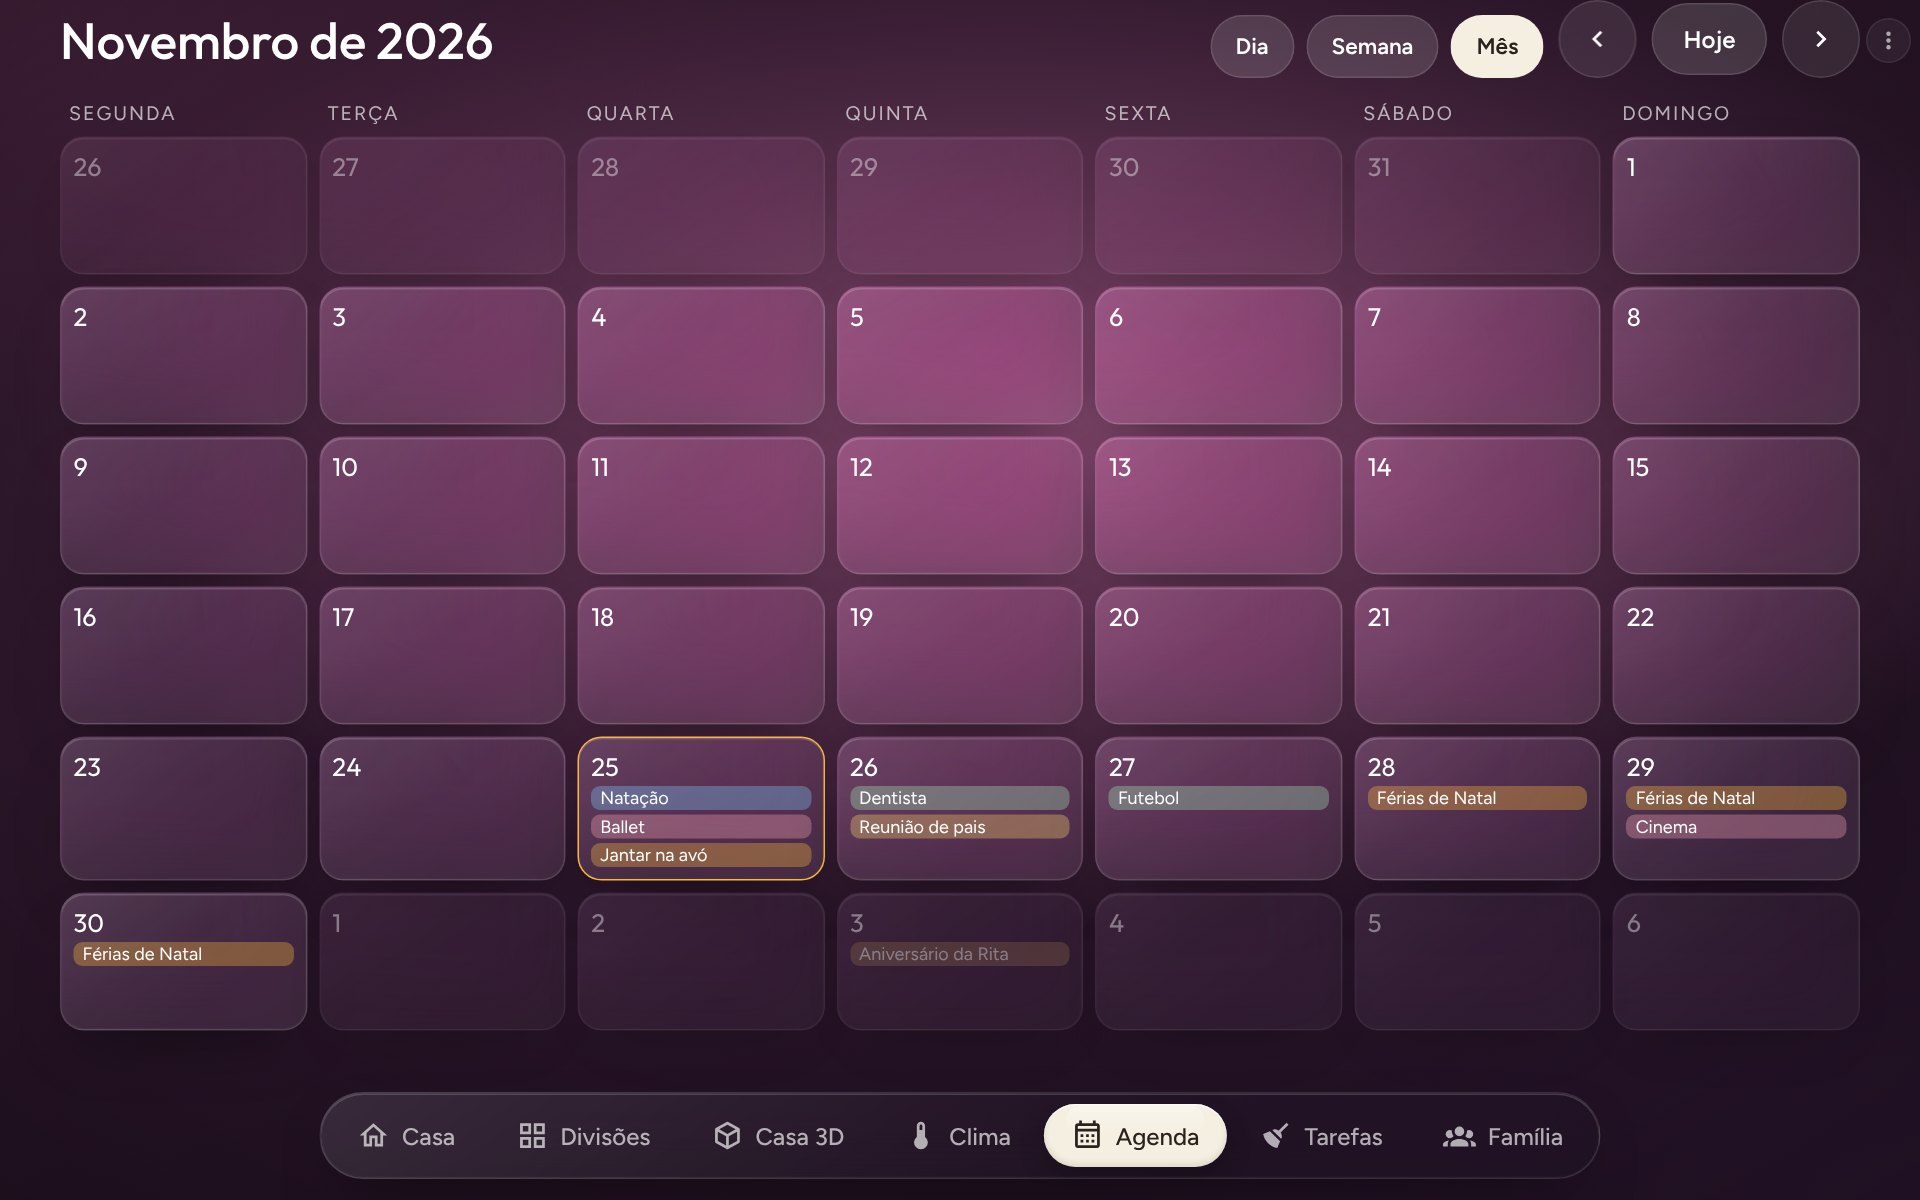 Novembro de 2026
Dia Semana Mês Hoje
SEGUNDA TERÇA QUARTA QUINTA SEXTA SÁBADO DOMINGO
26 27 28 29 30 31 1
2 3 4 5 6 7 8
9 10 11 12 13 14 15
16 17 18 19 20 21 22
23 24 25 26 27 28 29
Natação Dentista Futebol Férias de Natal Férias de Natal
Ballet Reunião de pais Cinema
Jantar na avó
30 1 2 3 4 5 6
Férias de Natal Aniversário da Rita
Casa Divisões Casa 3D Clima Agenda Tarefas Família